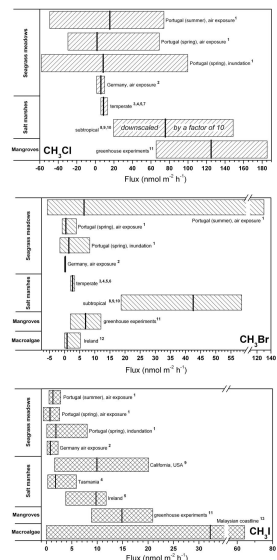 Seagrass meadows
Portugal (summer), air exposure 1
Portugal (spring), air exposure 1
Portugal (spring), inundation 1
Germany, air exposure 2
Salt marshes
temperate 3,4,5,7
subtropical 8,9,10
downscaled by a factor of 10
Mangroves
greenhouse experiments 11
CH3Cl
-60 -40 -20 0 20 40 60 80 100 120 140 160 180
Flux (nmol m-2 h-1)
Seagrass meadows
Portugal (summer), air exposure 1
Portugal (spring), air exposure 1
Portugal (spring), inundation 1
Germany, air exposure 2
Salt marshes
temperate 3,4,5,6
subtropical 8,9,10
Mangroves
greenhouse experiments 11
Macroalgae
Ireland 12
CH3Br
-5 0 5 10 15 20 25 30 35 40 45 50 55 60 120 140
Flux (nmol m-2 h-1)
Seagrass meadows
Portugal (summer), air exposure 1
Portugal (spring), air exposure 1
Portugal (spring), indundation 1
Germany, air exposure 2
Salt marshes
California, USA
Tasmania
Ireland
Mangroves
greenhouse experiments 11
Macroalgae
Malaysian coastline 13
CH3I
0 5 10 15 20 25 30 35 60 80
Flux (nmol m-2 h-1)